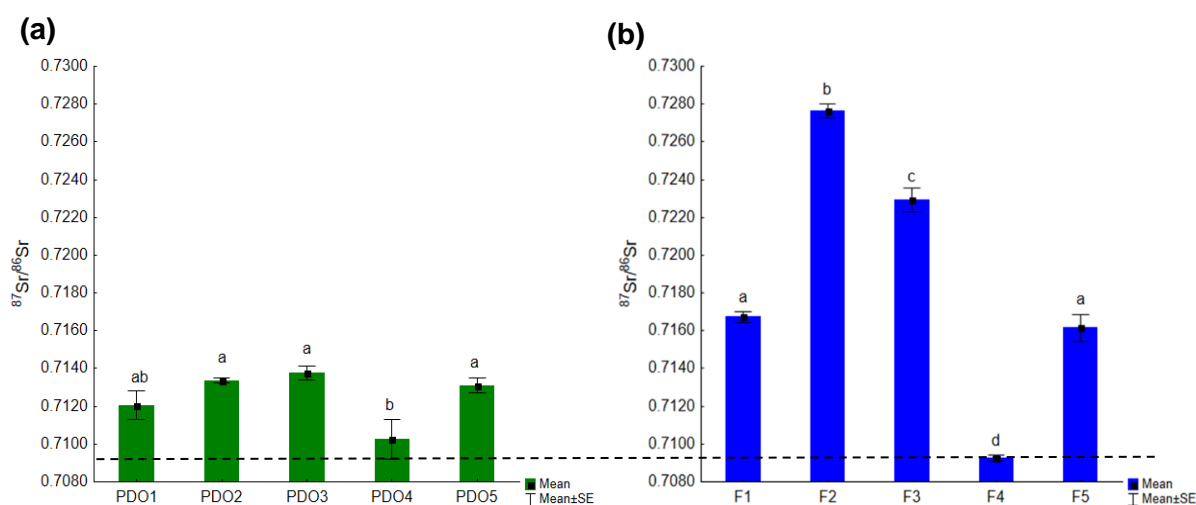 (a)
0.7300
0.7280
0.7260
0.7240
0.7220
0.7200
0.7180
0.7160
0.7140
0.7120
0.7100
0.7080
⁸⁷Sr/⁸⁶Sr
ab
a
a
b
a
PDO1 PDO2 PDO3 PDO4 PDO5
Mean
Mean±SE
(b)
0.7300
0.7280
0.7260
0.7240
0.7220
0.7200
0.7180
0.7160
0.7140
0.7120
0.7100
0.7080
⁸⁷Sr/⁸⁶Sr
a
b
c
d
a
F1 F2 F3 F4 F5
Mean
Mean±SE